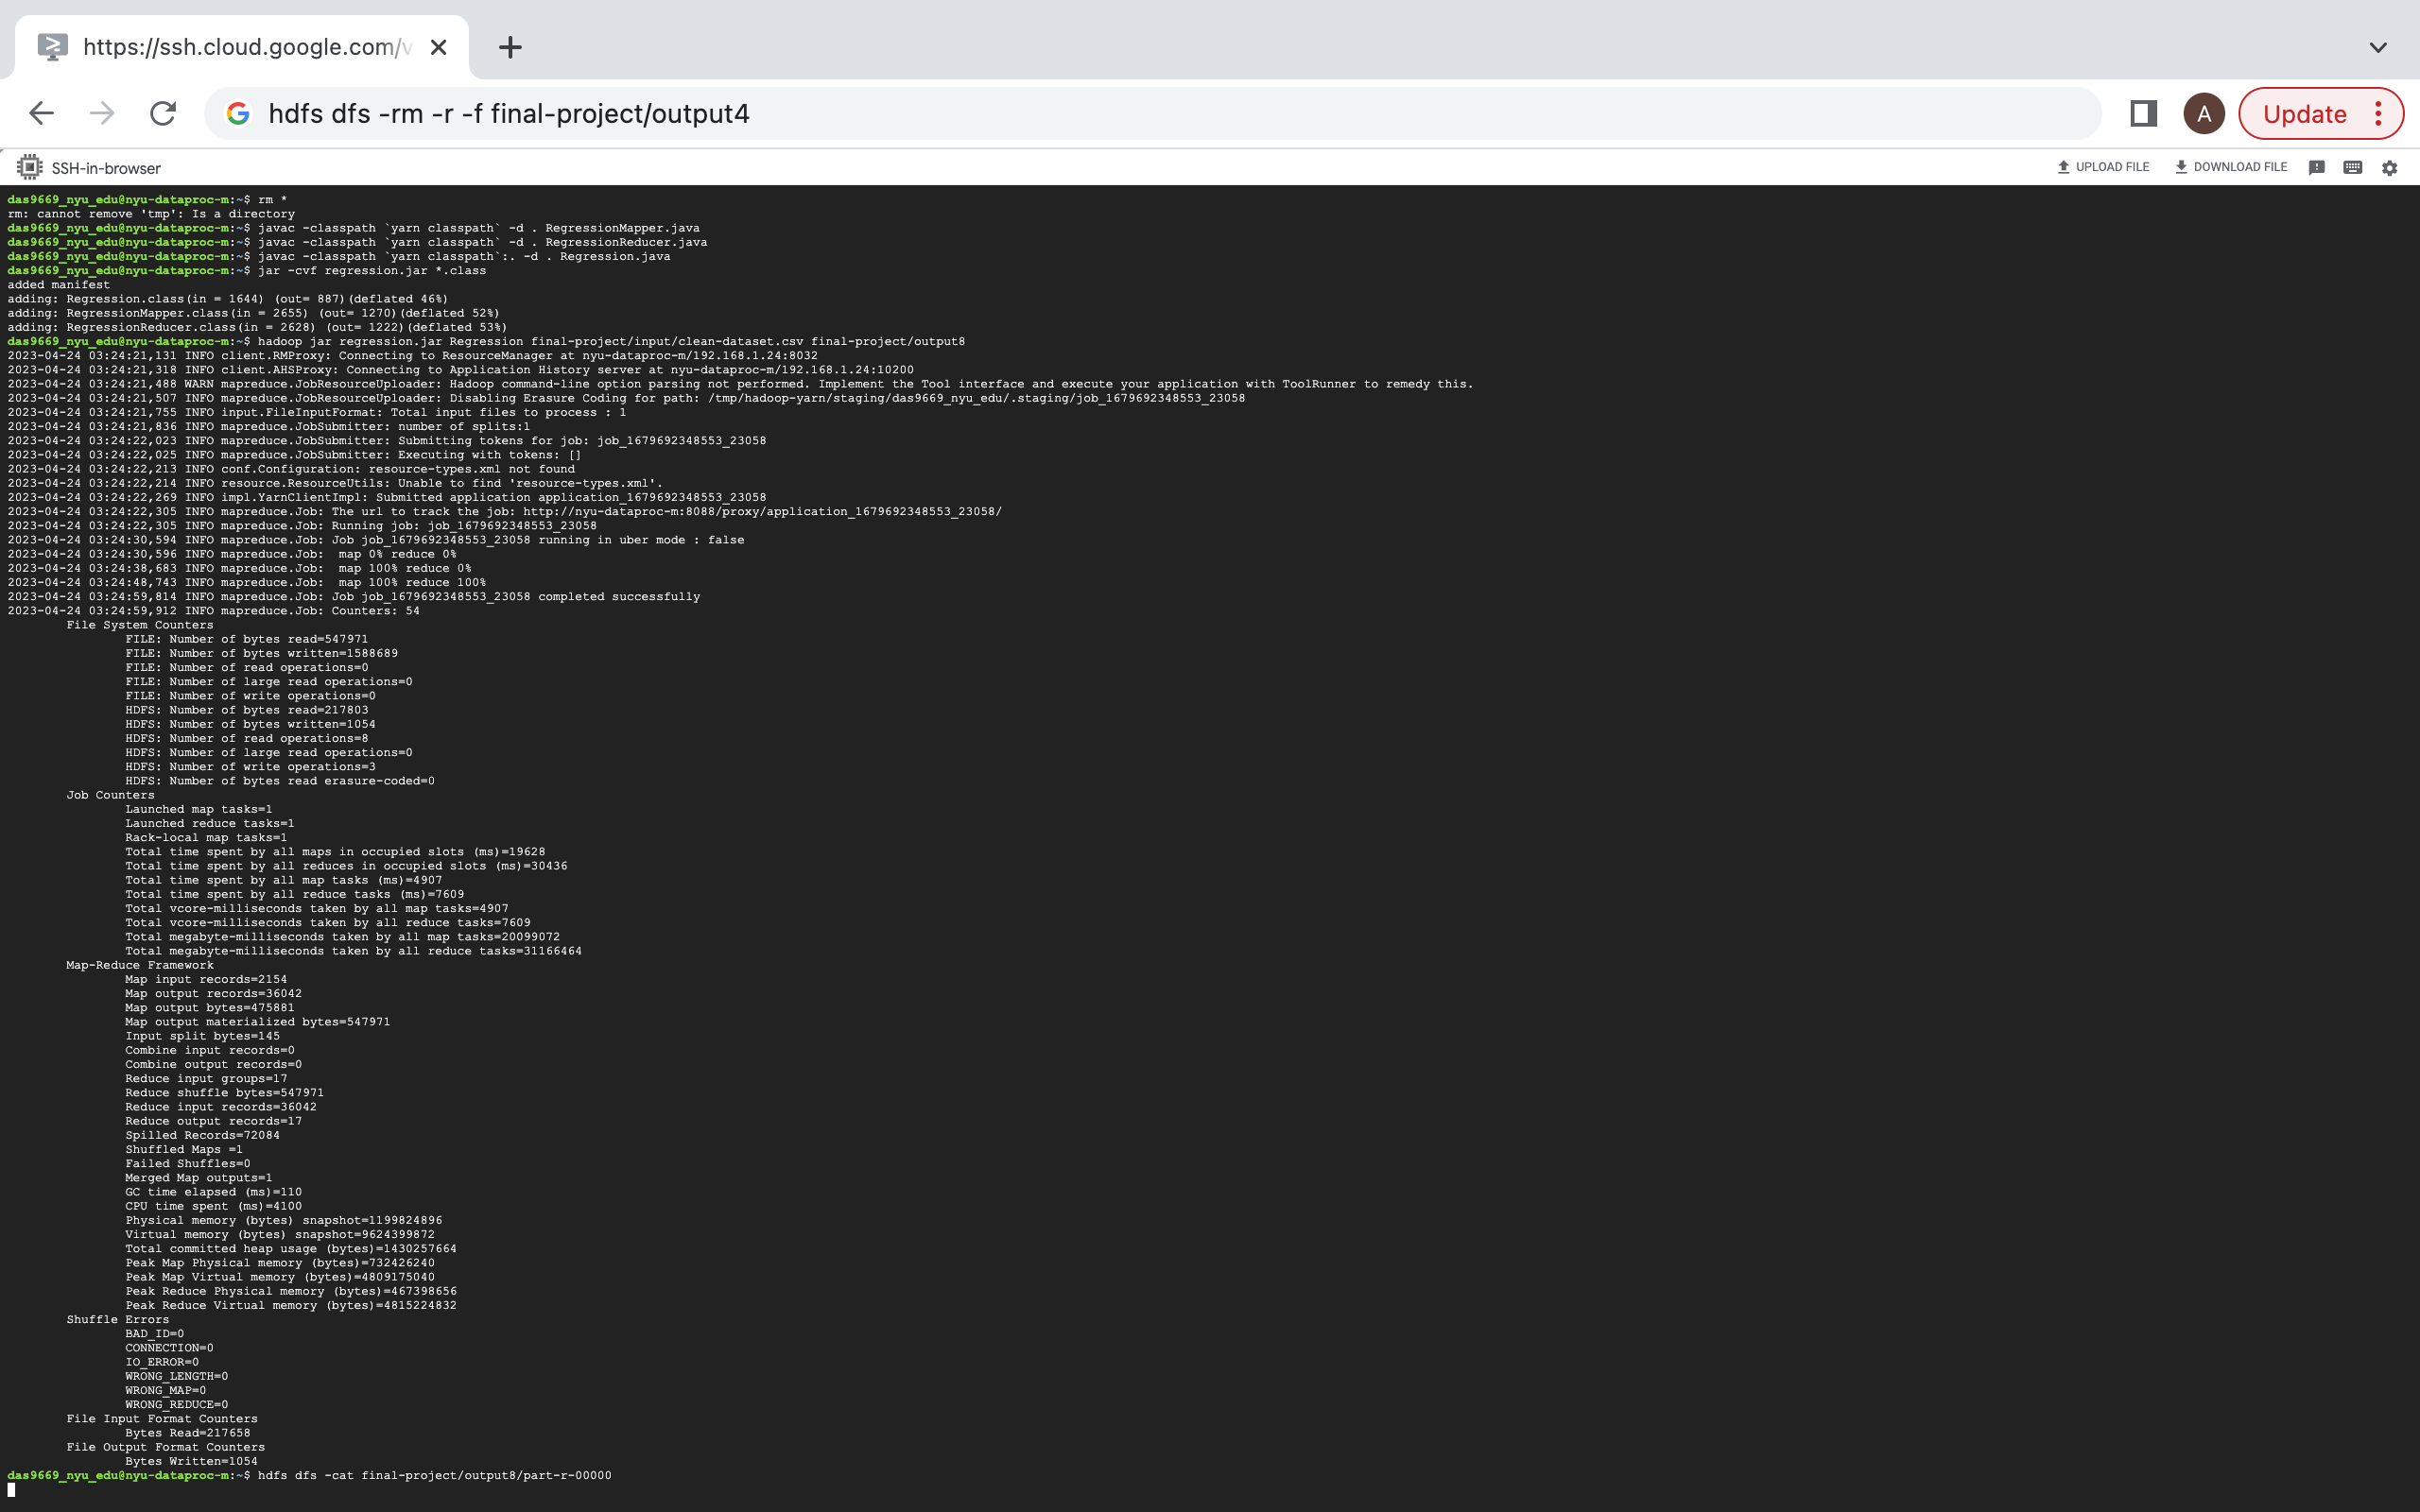 https://ssh.cloud.google.com/v
hdfs dfs -rm -r -f final-project/output4
A
Update
SSH-in-browser
UPLOAD FILE
DOWNLOAD FILE
das9669_nyu_edu@nyu-dataproc-m:~$ rm *
rm: cannot remove 'tmp': Is a directory
das9669_nyu_edu@nyu-dataproc-m:~$ javac -classpath `yarn classpath` -d . RegressionMapper.java
das9669_nyu_edu@nyu-dataproc-m:~$ javac -classpath `yarn classpath` -d . RegressionReducer.java
das9669_nyu_edu@nyu-dataproc-m:~$ javac -classpath `yarn classpath`:. -d . Regression.java
das9669_nyu_edu@nyu-dataproc-m:~$ jar -cvf regression.jar *.class
added manifest
adding: Regression.class(in = 1644) (out= 887)(deflated 46%)
adding: RegressionMapper.class(in = 2655) (out= 1270)(deflated 52%)
adding: RegressionReducer.class(in = 2628) (out= 1222)(deflated 53%)
das9669_nyu_edu@nyu-dataproc-m:~$ hadoop jar regression.jar Regression final-project/input/clean-dataset.csv final-project/output8
2023-04-24 03:24:21,131 INFO client.RMProxy: Connecting to ResourceManager at nyu-dataproc-m/192.168.1.24:8032
2023-04-24 03:24:21,318 INFO client.AHSProxy: Connecting to Application History server at nyu-dataproc-m/192.168.1.24:10200
2023-04-24 03:24:21,488 WARN mapreduce.JobResourceUploader: Hadoop command-line option parsing not performed. Implement the Tool interface and execute your application with ToolRunner to remedy this.
2023-04-24 03:24:21,507 INFO mapreduce.JobResourceUploader: Disabling Erasure Coding for path: /tmp/hadoop-yarn/staging/das9669_nyu_edu/.staging/job_1679692348553_23058
2023-04-24 03:24:21,755 INFO input.FileInputFormat: Total input files to process : 1
2023-04-24 03:24:21,836 INFO mapreduce.JobSubmitter: number of splits:1
2023-04-24 03:24:22,023 INFO mapreduce.JobSubmitter: Submitting tokens for job: job_1679692348553_23058
2023-04-24 03:24:22,025 INFO mapreduce.JobSubmitter: Executing with tokens: []
2023-04-24 03:24:22,213 INFO conf.Configuration: resource-types.xml not found
2023-04-24 03:24:22,214 INFO resource.ResourceUtils: Unable to find 'resource-types.xml'.
2023-04-24 03:24:22,269 INFO impl.YarnClientImpl: Submitted application application_1679692348553_23058
2023-04-24 03:24:22,305 INFO mapreduce.Job: The url to track the job: http://nyu-dataproc-m:8088/proxy/application_1679692348553_23058/
2023-04-24 03:24:22,305 INFO mapreduce.Job: Running job: job_1679692348553_23058
2023-04-24 03:24:30,594 INFO mapreduce.Job: Job job_1679692348553_23058 running in uber mode : false
2023-04-24 03:24:30,596 INFO mapreduce.Job:  map 0% reduce 0%
2023-04-24 03:24:38,683 INFO mapreduce.Job:  map 100% reduce 0%
2023-04-24 03:24:48,743 INFO mapreduce.Job:  map 100% reduce 100%
2023-04-24 03:24:59,814 INFO mapreduce.Job: Job job_1679692348553_23058 completed successfully
2023-04-24 03:24:59,912 INFO mapreduce.Job: Counters: 54
File System Counters
FILE: Number of bytes read=547971
FILE: Number of bytes written=1588689
FILE: Number of read operations=0
FILE: Number of large read operations=0
FILE: Number of write operations=0
HDFS: Number of bytes read=217803
HDFS: Number of bytes written=1054
HDFS: Number of read operations=8
HDFS: Number of large read operations=0
HDFS: Number of write operations=3
HDFS: Number of bytes read erasure-coded=0
Job Counters
Launched map tasks=1
Launched reduce tasks=1
Rack-local map tasks=1
Total time spent by all maps in occupied slots (ms)=19628
Total time spent by all reduces in occupied slots (ms)=30436
Total time spent by all map tasks (ms)=4907
Total time spent by all reduce tasks (ms)=7609
Total vcore-milliseconds taken by all map tasks=4907
Total vcore-milliseconds taken by all reduce tasks=7609
Total megabyte-milliseconds taken by all map tasks=20099072
Total megabyte-milliseconds taken by all reduce tasks=31166464
Map-Reduce Framework
Map input records=2154
Map output records=36042
Map output bytes=475881
Map output materialized bytes=547971
Input split bytes=145
Combine input records=0
Combine output records=0
Reduce input groups=17
Reduce shuffle bytes=547971
Reduce input records=36042
Reduce output records=17
Spilled Records=72084
Shuffled Maps =1
Failed Shuffles=0
Merged Map outputs=1
GC time elapsed (ms)=110
CPU time spent (ms)=4100
Physical memory (bytes) snapshot=1199824896
Virtual memory (bytes) snapshot=9624399872
Total committed heap usage (bytes)=1430257664
Peak Map Physical memory (bytes)=732426240
Peak Map Virtual memory (bytes)=4809175040
Peak Reduce Physical memory (bytes)=467398656
Peak Reduce Virtual memory (bytes)=4815224832
Shuffle Errors
BAD_ID=0
CONNECTION=0
IO_ERROR=0
WRONG_LENGTH=0
WRONG_MAP=0
WRONG_REDUCE=0
File Input Format Counters
Bytes Read=217658
File Output Format Counters
Bytes Written=1054
das9669_nyu_edu@nyu-dataproc-m:~$ hdfs dfs -cat final-project/output8/part-r-00000